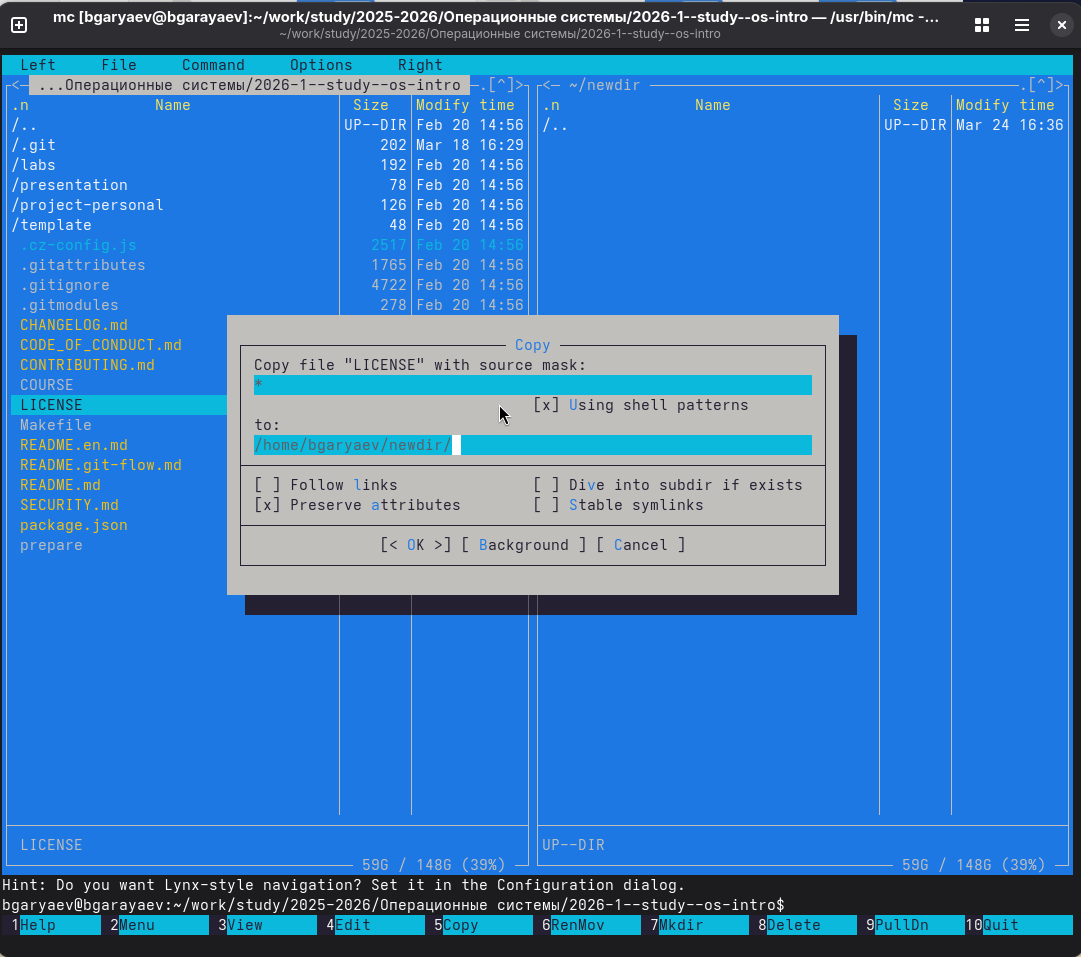 mc [bgaryaev@bgarayaev]:~/work/study/2025-2026/Операционные системы/2026-1--study--os-intro — /usr/bin/mc -...
~/work/study/2025-2026/Операционные системы/2026-1--study--os-intro
Left File Command Options Right
<— ...Операционные системы/2026-1--study--os-intro —.[^]> <— ~/newdir —.[^]>
.n Name Size Modify time .n Name Size Modify time
/.. UP--DIR Feb 20 14:56 /.. UP--DIR Mar 24 16:36
/.git 202 Mar 18 16:29
/labs 192 Feb 20 14:56
/presentation 78 Feb 20 14:56
/project-personal 126 Feb 20 14:56
/template 48 Feb 20 14:56
.cz-config.js 2517 Feb 20 14:56
.gitattributes 1765 Feb 20 14:56
.gitignore 4722 Feb 20 14:56
.gitmodules 278 Feb 20 14:56
CHANGELOG.md
CODE_OF_CONDUCT.md
CONTRIBUTING.md
COURSE
LICENSE
Makefile
README.en.md
README.git-flow.md
README.md
SECURITY.md
package.json
prepare
Copy
Copy file "LICENSE" with source mask:
*
[x] Using shell patterns
to:
/home/bgaryaev/newdir/
[ ] Follow links [ ] Dive into subdir if exists
[x] Preserve attributes [ ] Stable symlinks
[< OK >] [ Background ] [ Cancel ]
LICENSE UP--DIR
59G / 148G (39%) 59G / 148G (39%)
Hint: Do you want Lynx-style navigation? Set it in the Configuration dialog.
bgaryaev@bgarayaev:~/work/study/2025-2026/Операционные системы/2026-1--study--os-intro$
1Help 2Menu 3View 4Edit 5Copy 6RenMov 7Mkdir 8Delete 9PullDn 10Quit